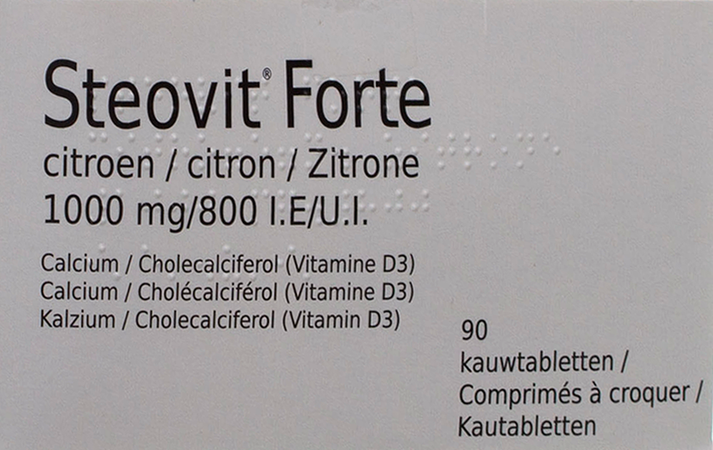 Steovit® Forte
citroen / citron / Zitrone
1000 mg/800 I.E/U.I.
Calcium / Cholecalciferol (Vitamine D3)
Calcium / Cholécalciférol (Vitamine D3)
Kalzium / Cholecalciferol (Vitamin D3)
90
kauwtabletten /
Comprimés à croquer /
Kautabletten